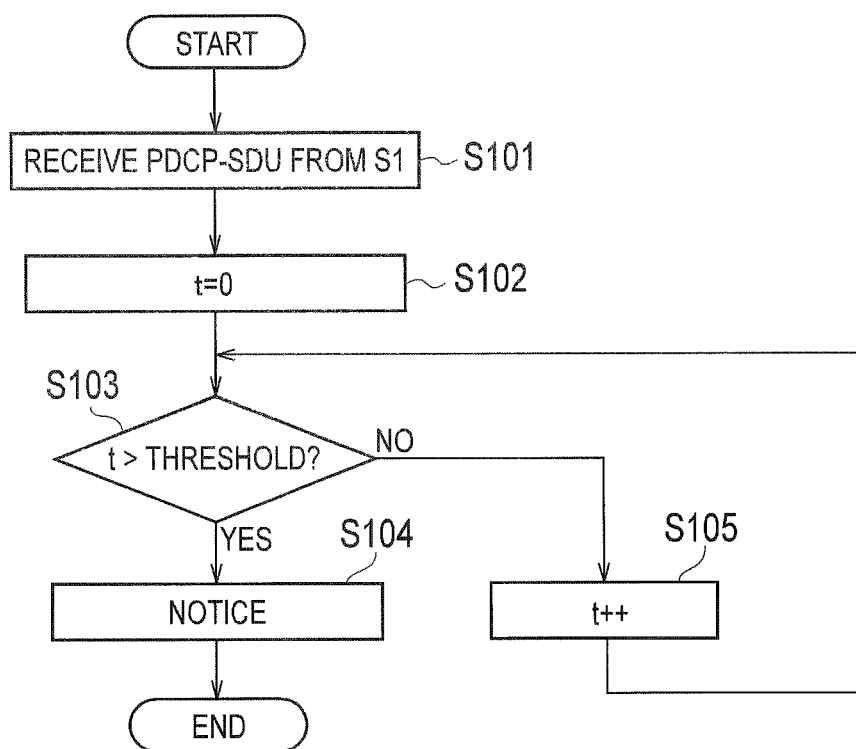 START
RECEIVE PDCP-SDU FROM S1
S101
t=0
S102
S103
t > THRESHOLD?
NO
YES
S104
NOTICE
S105
t++
END